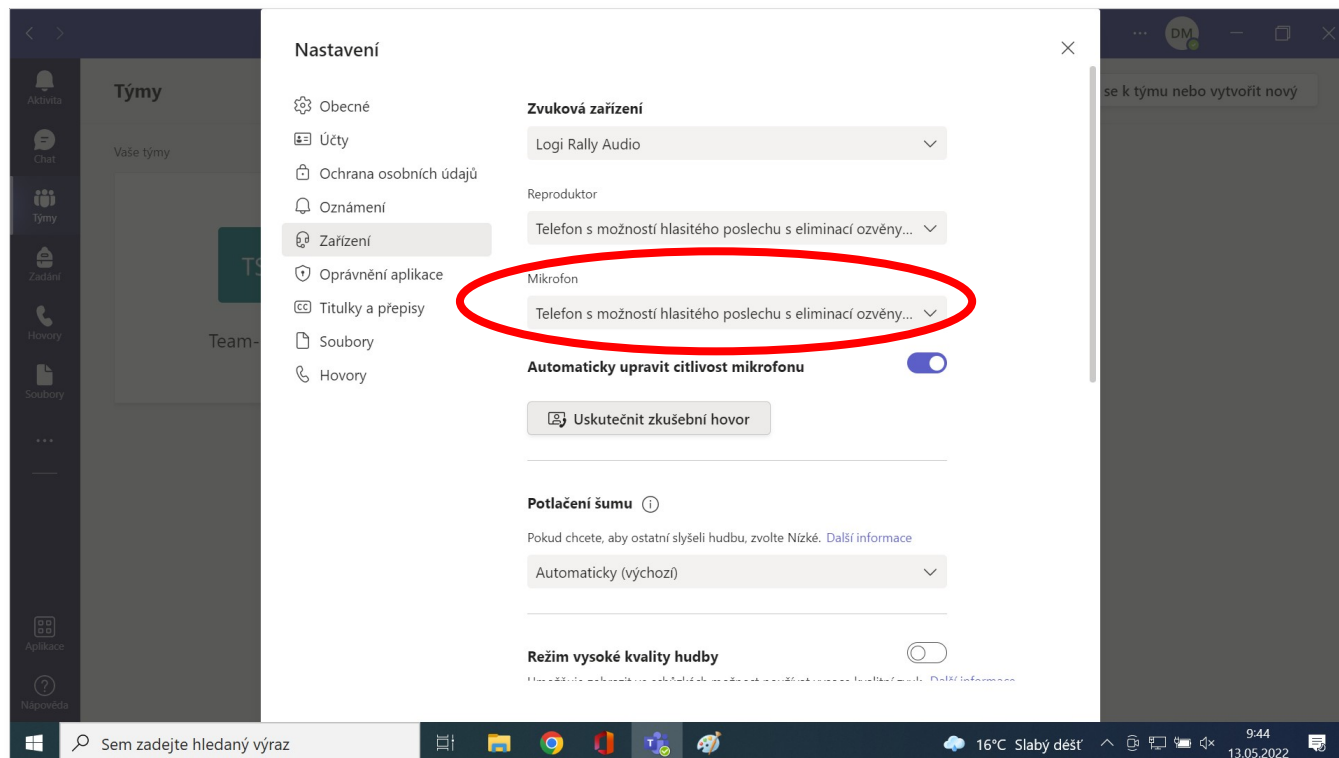 DM
Nastavení
Aktivita
Týmy
se k týmu nebo vytvořit nový
Obecné
Zvuková zařízení
Účty
Logi Rally Audio
Chat
Vaše týmy
Ochrana osobních údajů
Oznámení
Reproduktor
Týmy
Zařízení
Telefon s možností hlasitého poslechu s eliminací ozvěny...
Zadání
Oprávnění aplikace
Mikrofon
CC
Titulky a přepisy
Telefon s možností hlasitého poslechu s eliminací ozvěny...
Hovory
Team-
Soubory
Automaticky upravit citlivost mikrofonu
Hovory
Soubory
Uskutečnit zkušební hovor
Potlačení šumu
Pokud chcete, aby ostatní slyšeli hudbu, zvolte Nízké. Další informace
Automaticky (výchozí)
Aplikace
Režim vysoké kvality hudby
Další informace
Nápověda
Sem zadejte hledaný výraz
16°C Slabý déšť
9:44
13.05.2022